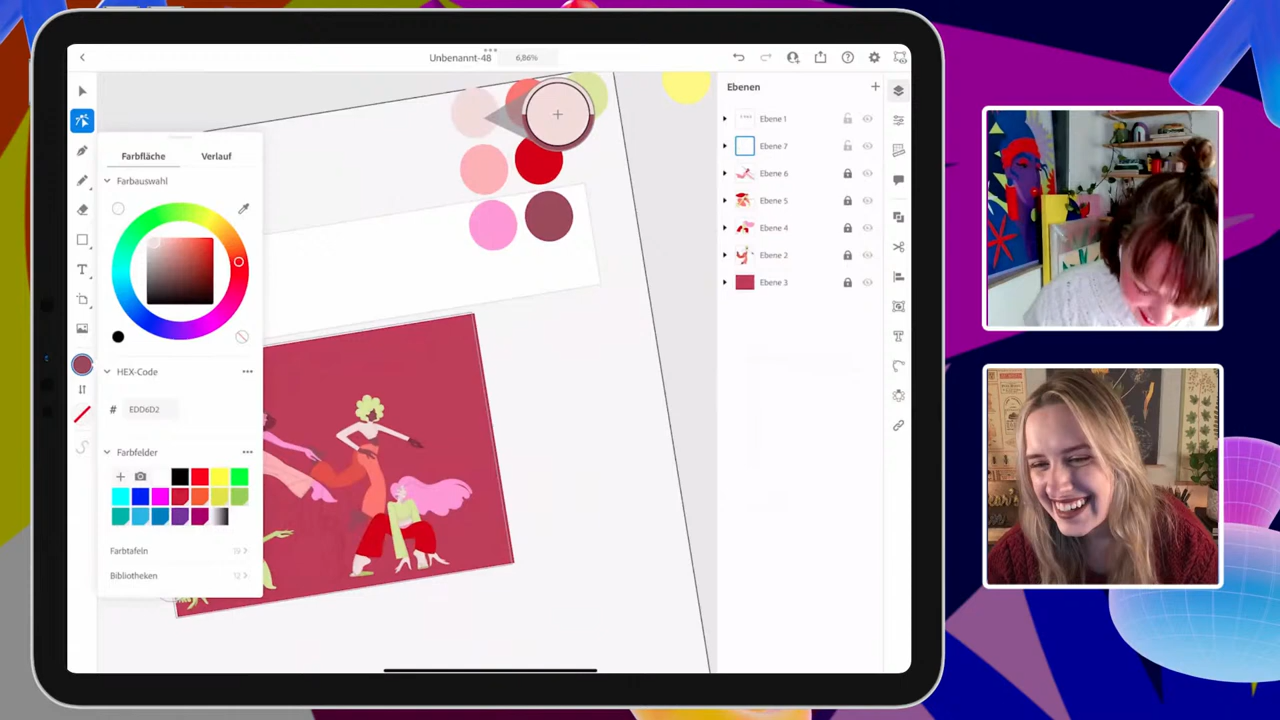 Unbenannt-48
6,86%
Ebenen
Ebene 1
Ebene 7
Ebene 6
Ebene 5
Ebene 4
Ebene 2
Ebene 3
Farbfläche
Verlauf
Farbauswahl
HEX-Code
# EDD6D2
Farbfelder
Farbtafeln
Bibliotheken